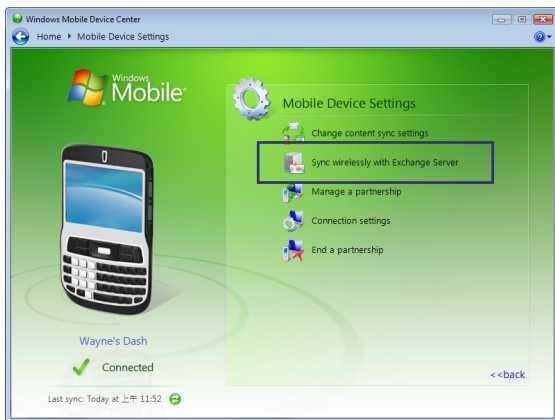 Windows Mobile Device Center
Home ▸ Mobile Device Settings
Windows
Mobile®
Mobile Device Settings
Change content sync settings
Sync wirelessly with Exchange Server
Manage a partnership
Connection settings
End a partnership
Wayne's Dash
Connected
<<back
Last sync: Today at 上午 11:52